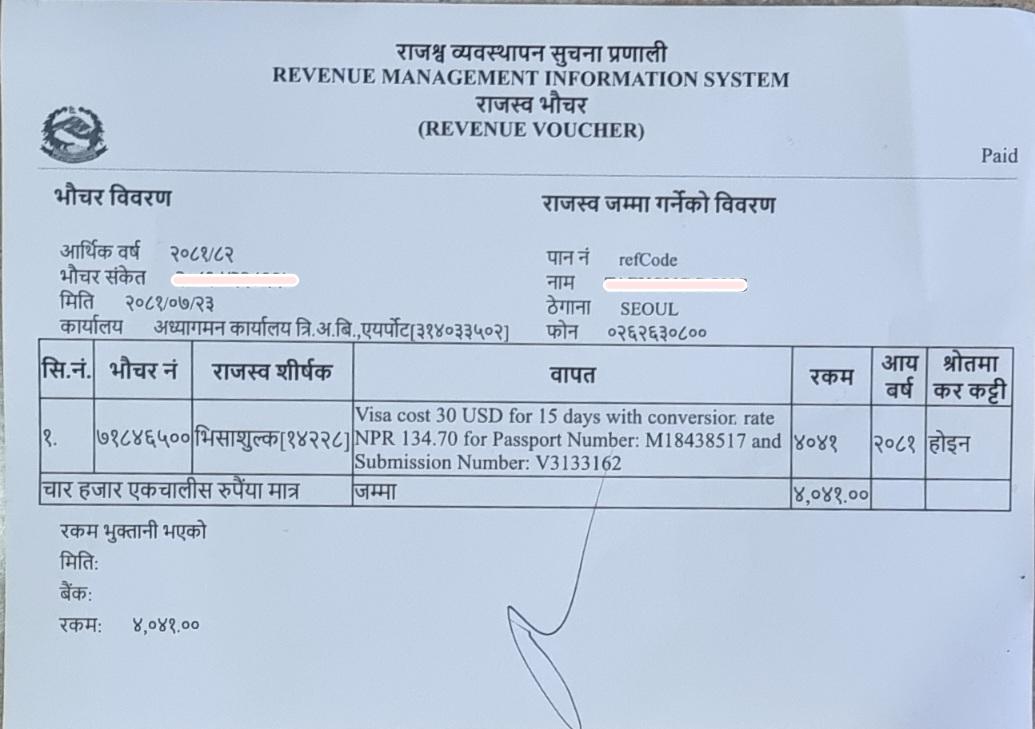 राजश्व व्यवस्थापन सुचना प्रणाली
REVENUE MANAGEMENT INFORMATION SYSTEM
राजस्व भौचर
(REVENUE VOUCHER)
Paid
भौचर विवरण
आर्थिक वर्ष २०८१/८२
भौचर संकेत
मिति २०८१/०७/२३
कार्यालय अध्यागमन कार्यालय त्रि.अ.बि.,एयर्पोट[३१४०३३५०२]
राजस्व जम्मा गर्नेको विवरण
पान नं refCode
नाम
ठेगाना SEOUL
फोन ०२६२६३०८००
सि.नं. भौचर नं राजस्व शीर्षक वापत रकम आय वर्ष श्रोतमा कर कट्टी
१. ७१८४६५०० भिसाशुल्क[१४२२८] Visa cost 30 USD for 15 days with conversion rate
NPR 134.70 for Passport Number: M18438517 and
Submission Number: V3133162 ४०४१ २०८१ होइन
चार हजार एकचालीस रुपैंया मात्र जम्मा ४,०४१.००
रकम भुक्तानी भएको
मिति:
बैंक:
रकम: ४,०४१.००